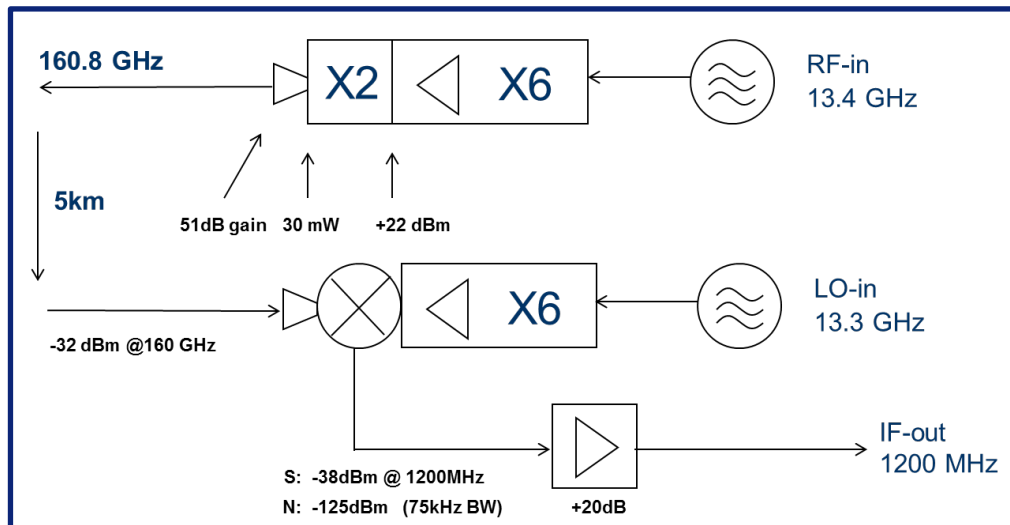 160.8 GHz
X2
X6
RF-in
13.4 GHz
5km
51dB gain
30 mW
+22 dBm
X6
LO-in
13.3 GHz
-32 dBm @160 GHz
IF-out
1200 MHz
S: -38dBm @ 1200MHz
N: -125dBm (75kHz BW)
+20dB